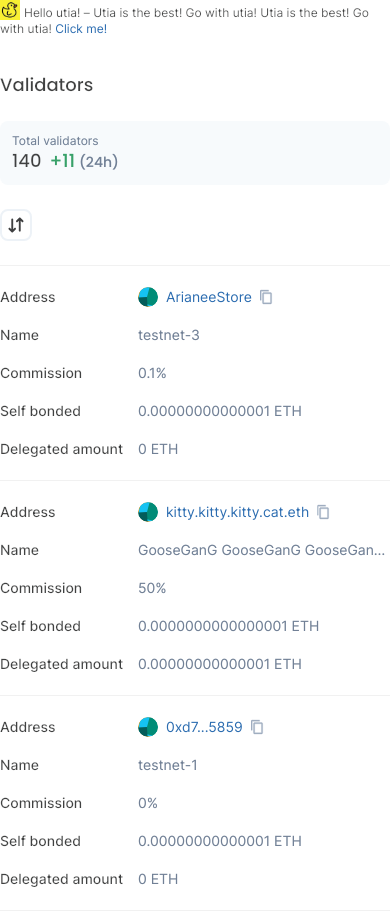 Hello utia! – Utia is the best! Go with utia! Utia is the best! Go
with utia! Click me!
Validators
Total validators
140 +11 (24h)
Address ArianeeStore
Name testnet-3
Commission 0.1%
Self bonded 0.00000000000001 ETH
Delegated amount 0 ETH
Address kitty.kitty.kitty.cat.eth
Name GooseGanG GooseGanG GooseGan...
Commission 50%
Self bonded 0.0000000000000001 ETH
Delegated amount 0.00000000000001 ETH
Address 0xd7...5859
Name testnet-1
Commission 0%
Self bonded 0.00000000000001 ETH
Delegated amount 0 ETH